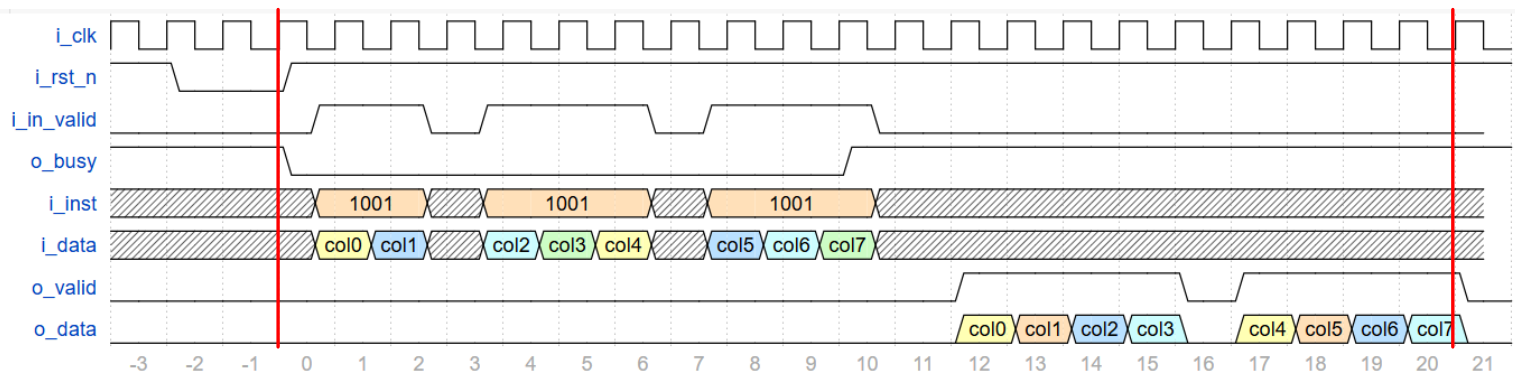 i_clk
i_rst_n
i_in_valid
o_busy
i_inst 1001 1001 1001
i_data col0 col1 col2 col3 col4 col5 col6 col7
o_valid
o_data col0 col1 col2 col3 col4 col5 col6 col7
-3 -2 -1 0 1 2 3 4 5 6 7 8 9 10 11 12 13 14 15 16 17 18 19 20 21